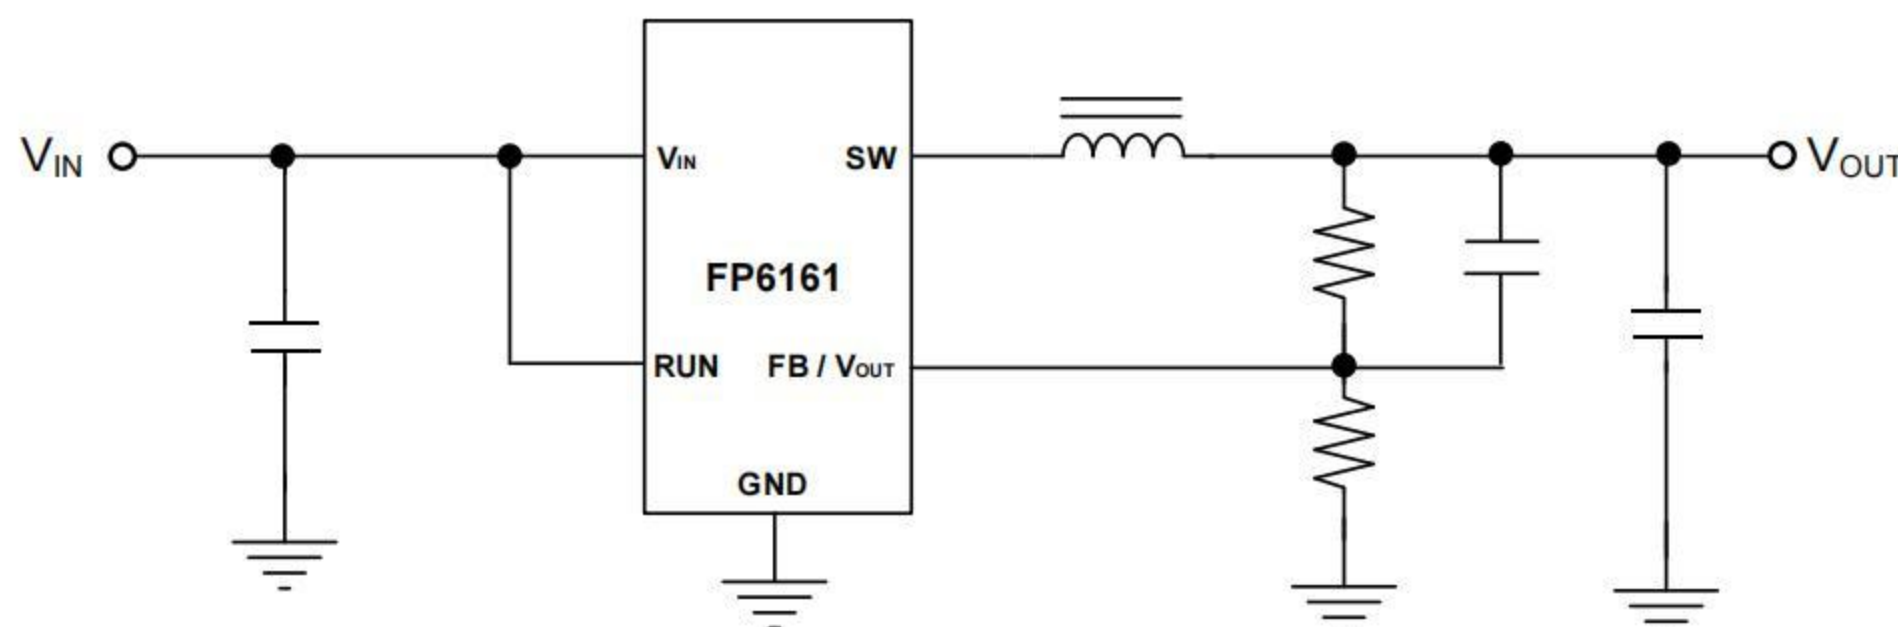 VIN
VIN
SW
VOUT
FP6161
RUN
FB / VOUT
GND